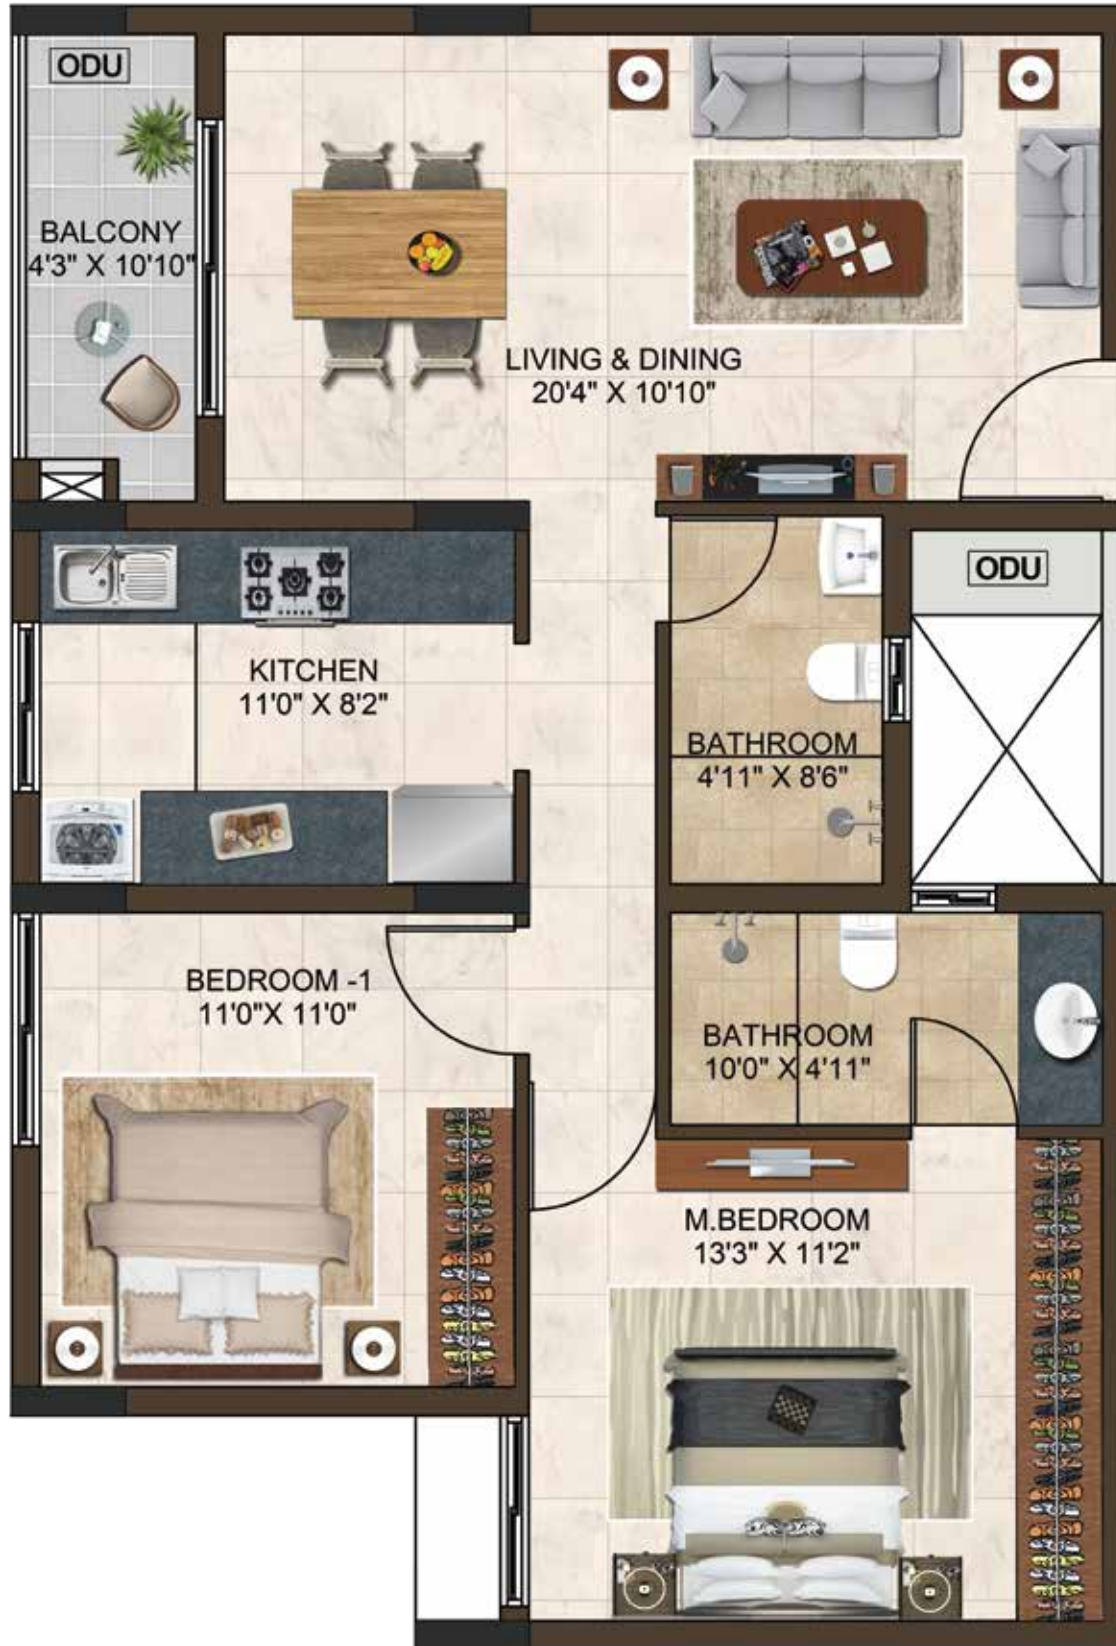 ODU
BALCONY
4'3" X 10'10"
LIVING & DINING
20'4" X 10'10"
KITCHEN
11'0" X 8'2"
ODU
BATHROOM
4'11" X 8'6"
BEDROOM -1
11'0"X 11'0"
BATHROOM
10'0" X 4'11"
M.BEDROOM
13'3" X 11'2"